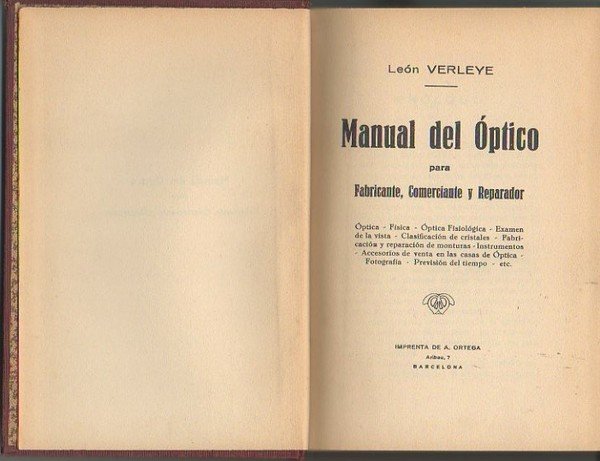 León VERLEYE
Manual del Óptico
para
Fabricante, Comerciante y Reparador
Óptica - Física - Óptica Fisiológica - Examen
de la vista - Clasificación de cristales - Fabri-
cación y reparación de monturas - Instrumentos
- Accesorios de venta en las casas de Óptica -
Fotografía - Previsión del tiempo - etc.
IMPRENTA DE A. ORTEGA
Aribau, 7
BARCELONA